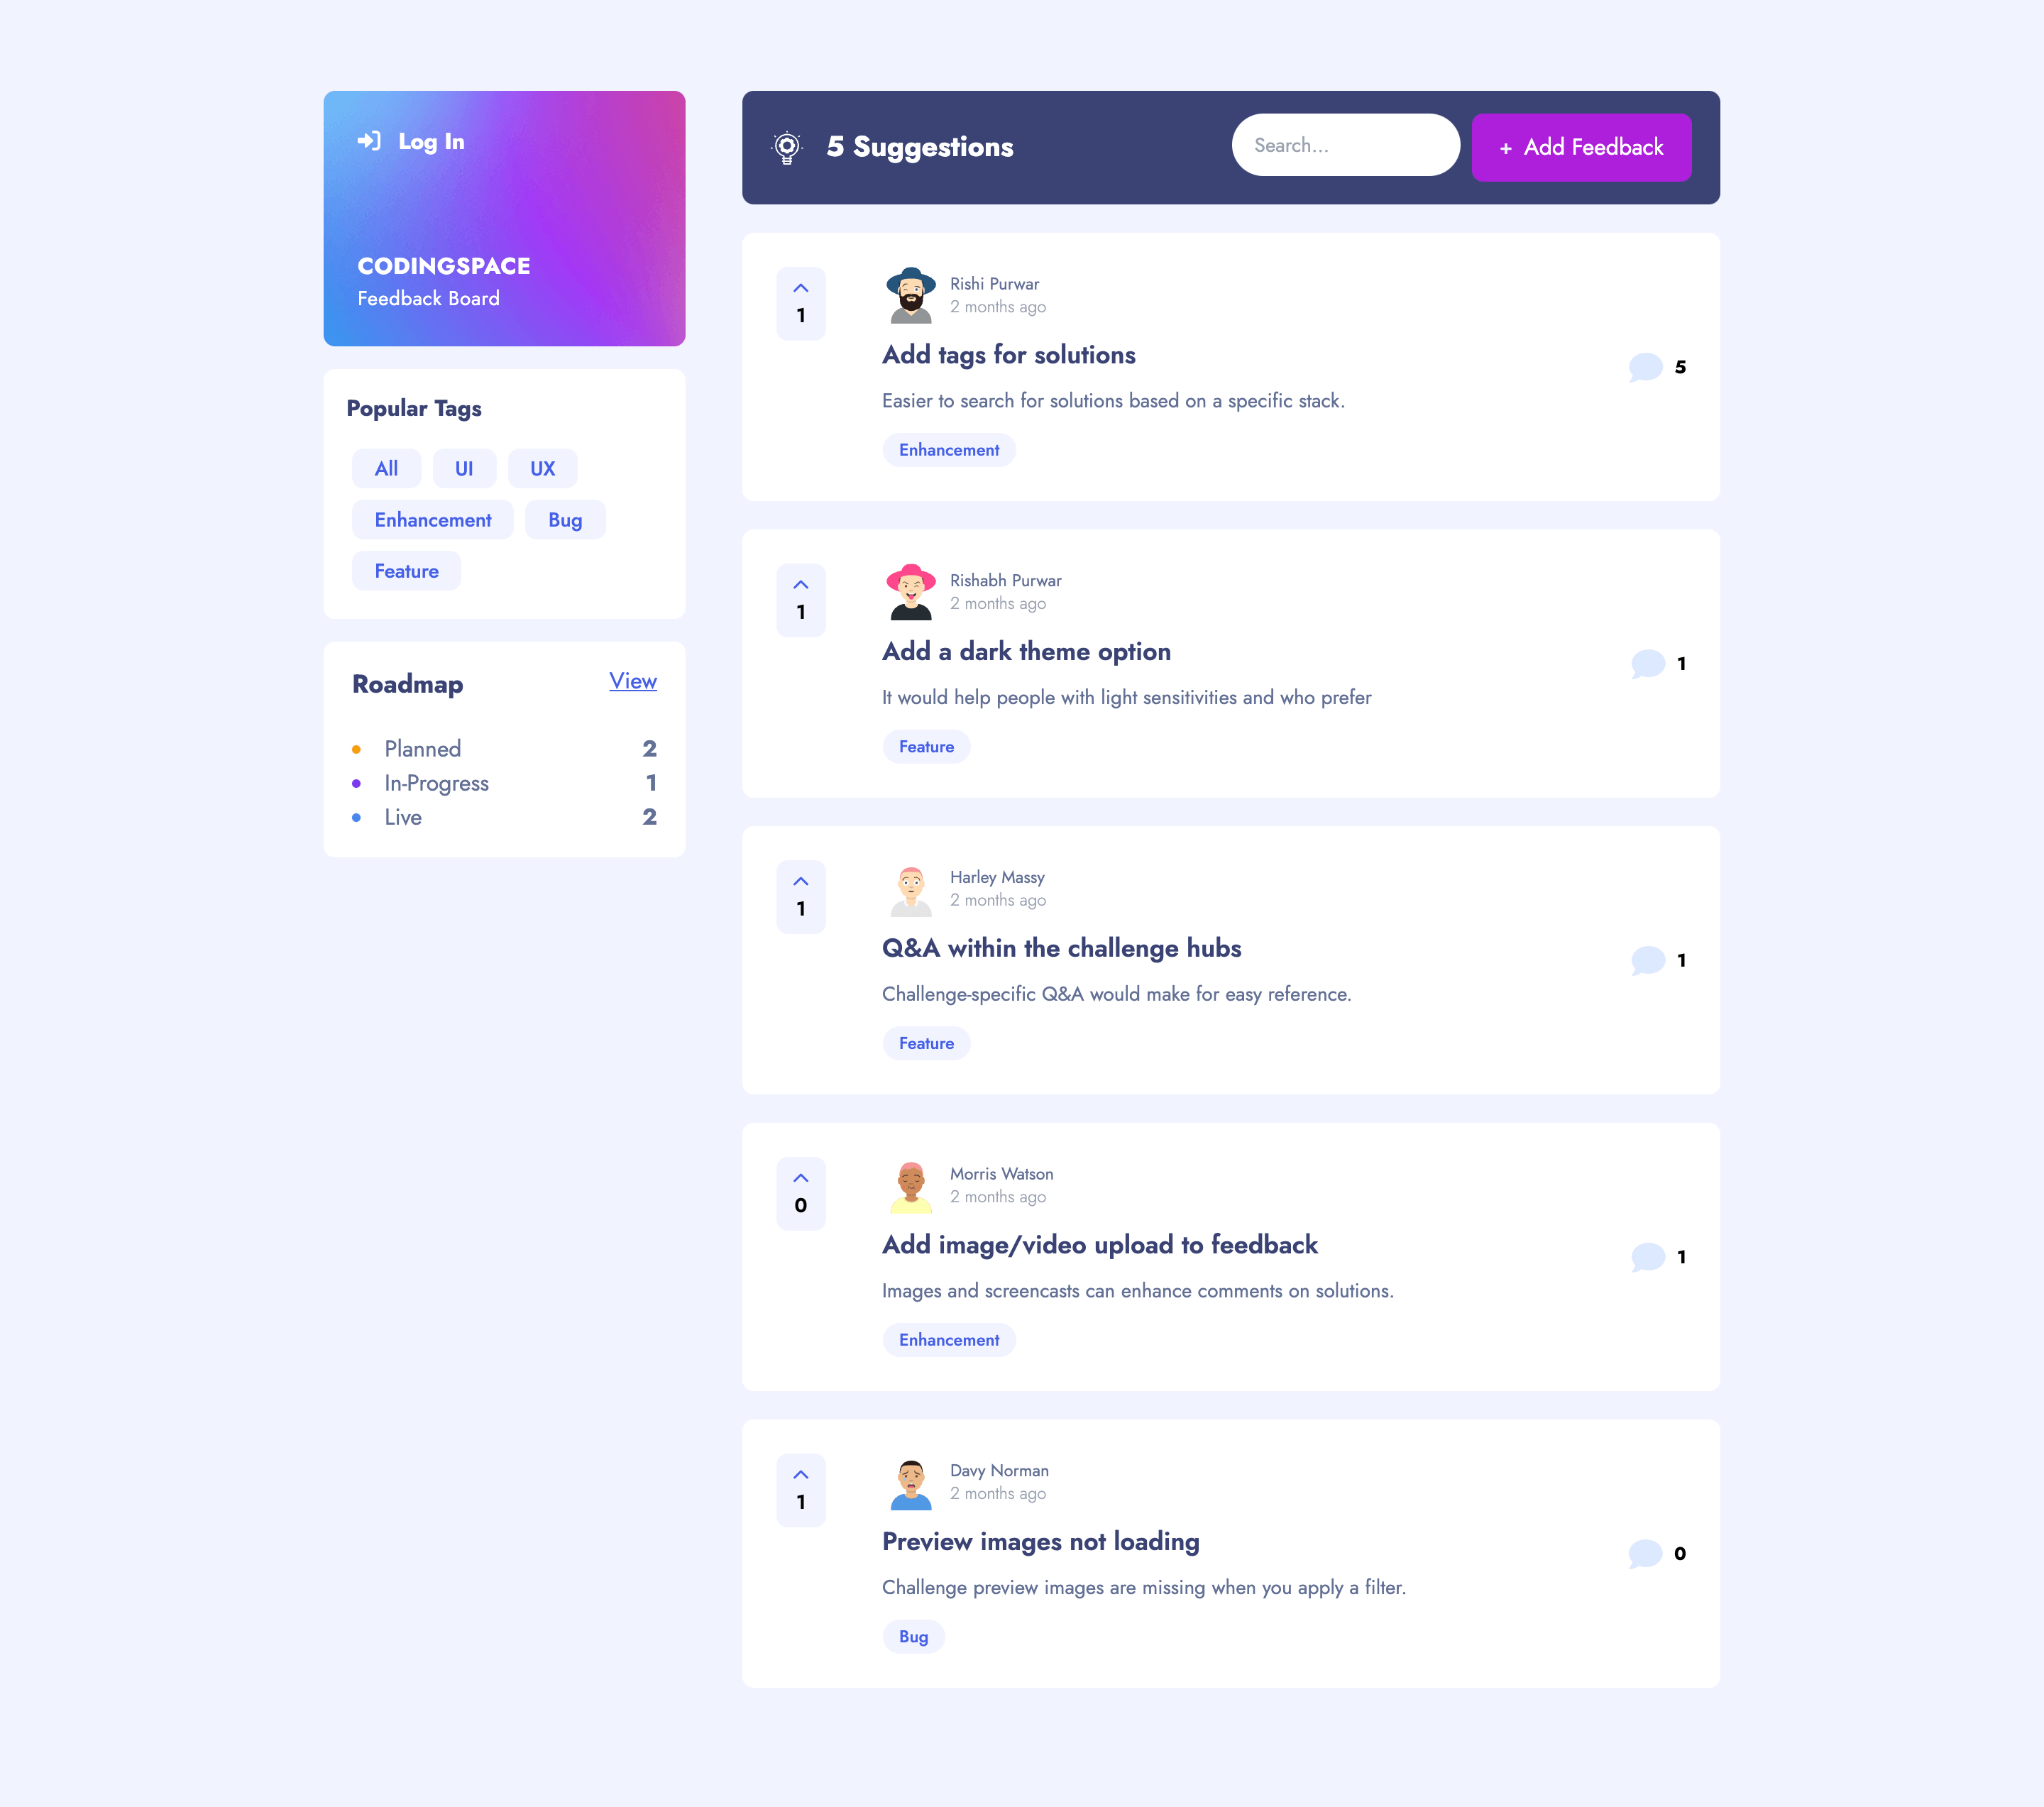 Log In
CODINGSPACE
Feedback Board
Popular Tags
All UI UX
Enhancement Bug
Feature
Roadmap View
Planned 2
In-Progress 1
Live 2
5 Suggestions Search... + Add Feedback
1
Rishi Purwar
2 months ago
Add tags for solutions
Easier to search for solutions based on a specific stack.
Enhancement
5
1
Rishabh Purwar
2 months ago
Add a dark theme option
It would help people with light sensitivities and who prefer
Feature
1
1
Harley Massy
2 months ago
Q&A within the challenge hubs
Challenge-specific Q&A would make for easy reference.
Feature
1
0
Morris Watson
2 months ago
Add image/video upload to feedback
Images and screencasts can enhance comments on solutions.
Enhancement
1
1
Davy Norman
2 months ago
Preview images not loading
Challenge preview images are missing when you apply a filter.
Bug
0